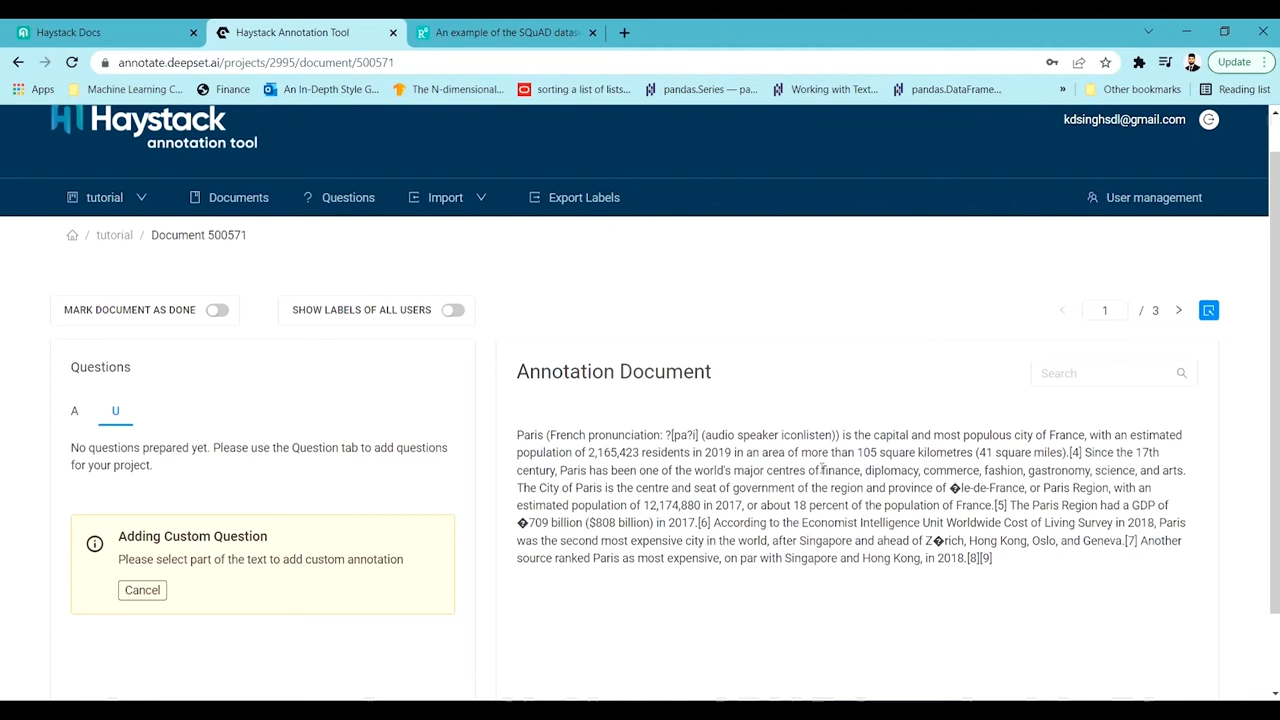 Haystack Docs
Haystack Annotation Tool
An example of the SQuAD datas
annotate.deepset.ai/projects/2995/document/500571
Update
Apps
Machine Learning C...
Finance
An In-Depth Style G...
The N-dimensional...
sorting a list of lists...
pandas.Series — pa...
Working with Text...
pandas.DataFrame...
»
Other bookmarks
Reading list
Haystack
annotation tool
kdsinghsdl@gmail.com
tutorial
Documents
? Questions
Import
Export Labels
User management
/ tutorial / Document 500571
MARK DOCUMENT AS DONE
SHOW LABELS OF ALL USERS
< 1 / 3 >
Questions
A U
No questions prepared yet. Please use the Question tab to add questions
for your project.
Adding Custom Question
Please select part of the text to add custom annotation
Cancel
Annotation Document
Search
Paris (French pronunciation: ?[pa?i] (audio speaker iconlisten)) is the capital and most populous city of France, with an estimated
population of 2,165,423 residents in 2019 in an area of more than 105 square kilometres (41 square miles).[4] Since the 17th
century, Paris has been one of the world's major centres of finance, diplomacy, commerce, fashion, gastronomy, science, and arts.
The City of Paris is the centre and seat of government of the region and province of �le-de-France, or Paris Region, with an
estimated population of 12,174,880 in 2017, or about 18 percent of the population of France.[5] The Paris Region had a GDP of
�709 billion ($808 billion) in 2017.[6] According to the Economist Intelligence Unit Worldwide Cost of Living Survey in 2018, Paris
was the second most expensive city in the world, after Singapore and ahead of Z�rich, Hong Kong, Oslo, and Geneva.[7] Another
source ranked Paris as most expensive, on par with Singapore and Hong Kong, in 2018.[8][9]